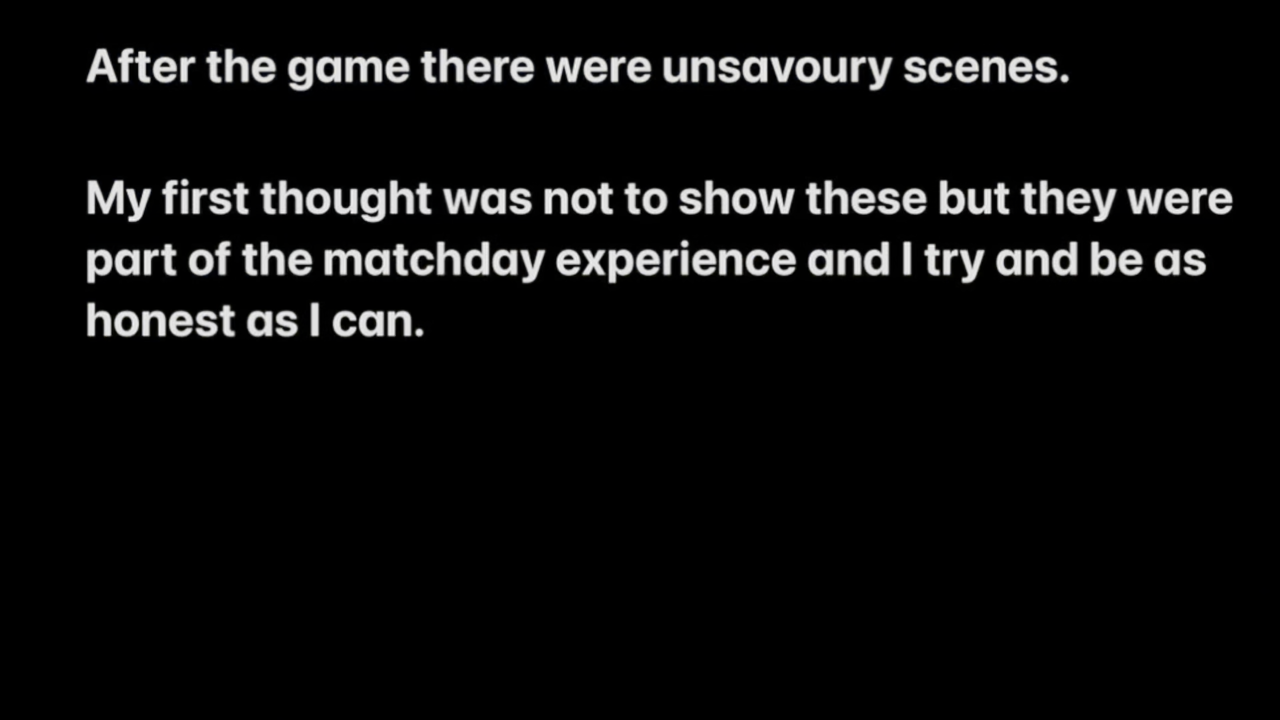 After the game there were unsavoury scenes.
My first thought was not to show these but they were
part of the matchday experience and I try and be as
honest as I can.